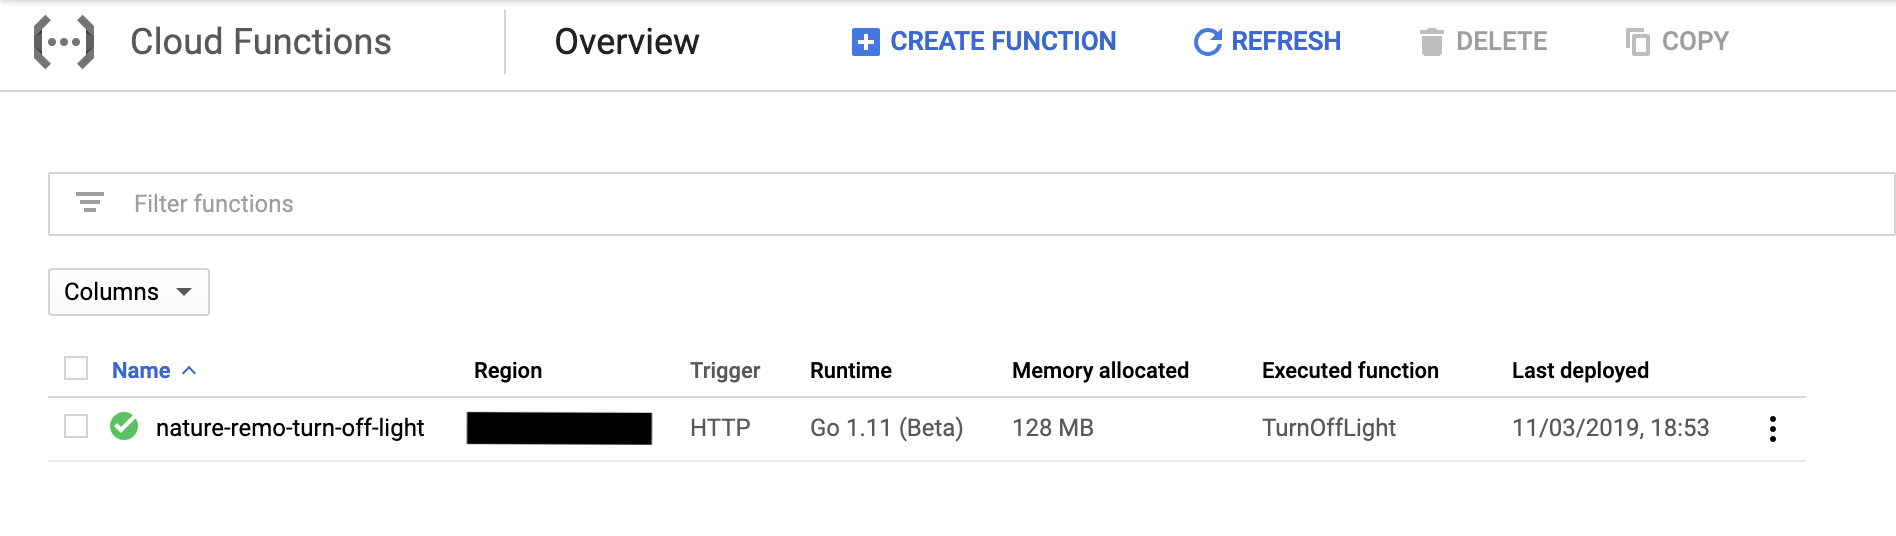 Cloud Functions Overview CREATE FUNCTION REFRESH DELETE COPY
Filter functions
Columns
Name Region Trigger Runtime Memory allocated Executed function Last deployed
nature-remo-turn-off-light HTTP Go 1.11 (Beta) 128 MB TurnOffLight 11/03/2019, 18:53